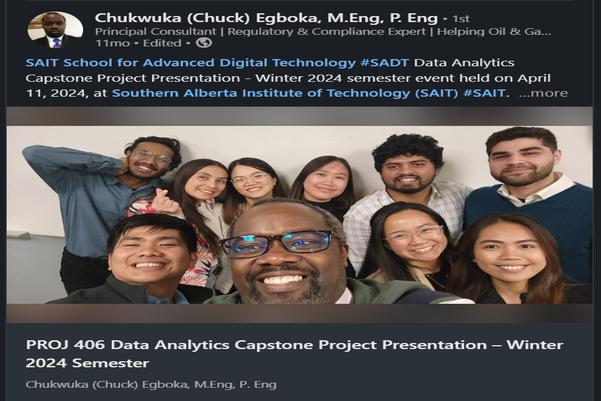 Chukwuka (Chuck) Egboka, M.Eng, P. Eng • 1st
Principal Consultant | Regulatory & Compliance Expert | Helping Oil & Ga...
11mo • Edited •
SAIT School for Advanced Digital Technology #SADT Data Analytics
Capstone Project Presentation - Winter 2024 semester event held on April
11, 2024, at Southern Alberta Institute of Technology (SAIT) #SAIT. ...more
PROJ 406 Data Analytics Capstone Project Presentation – Winter
2024 Semester
Chukwuka (Chuck) Egboka, M.Eng, P. Eng